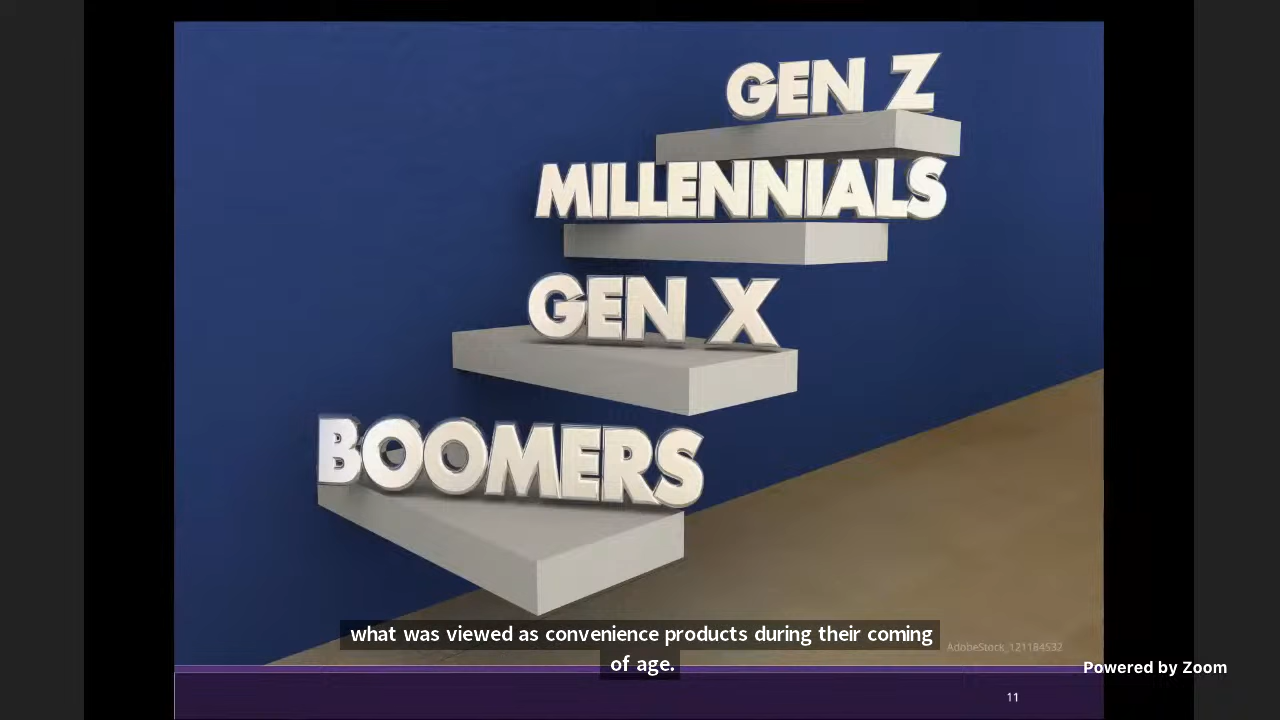 GEN Z
MILLENNIALS
GEN X
BOOMERS
what was viewed as convenience products during their coming
of age.
AdobeStock_121184532
Powered by Zoom
11